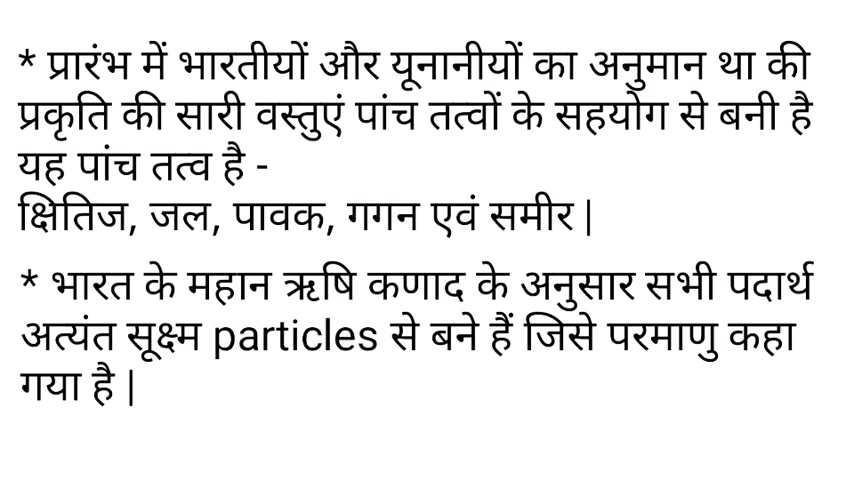 * प्रारंभ में भारतीयों और यूनानीयों का अनुमान था की
प्रकृति की सारी वस्तुएं पांच तत्वों के सहयोग से बनी है
यह पांच तत्व है -
क्षितिज, जल, पावक, गगन एवं समीर |
* भारत के महान ऋषि कणाद के अनुसार सभी पदार्थ
अत्यंत सूक्ष्म particles से बने हैं जिसे परमाणु कहा
गया है |